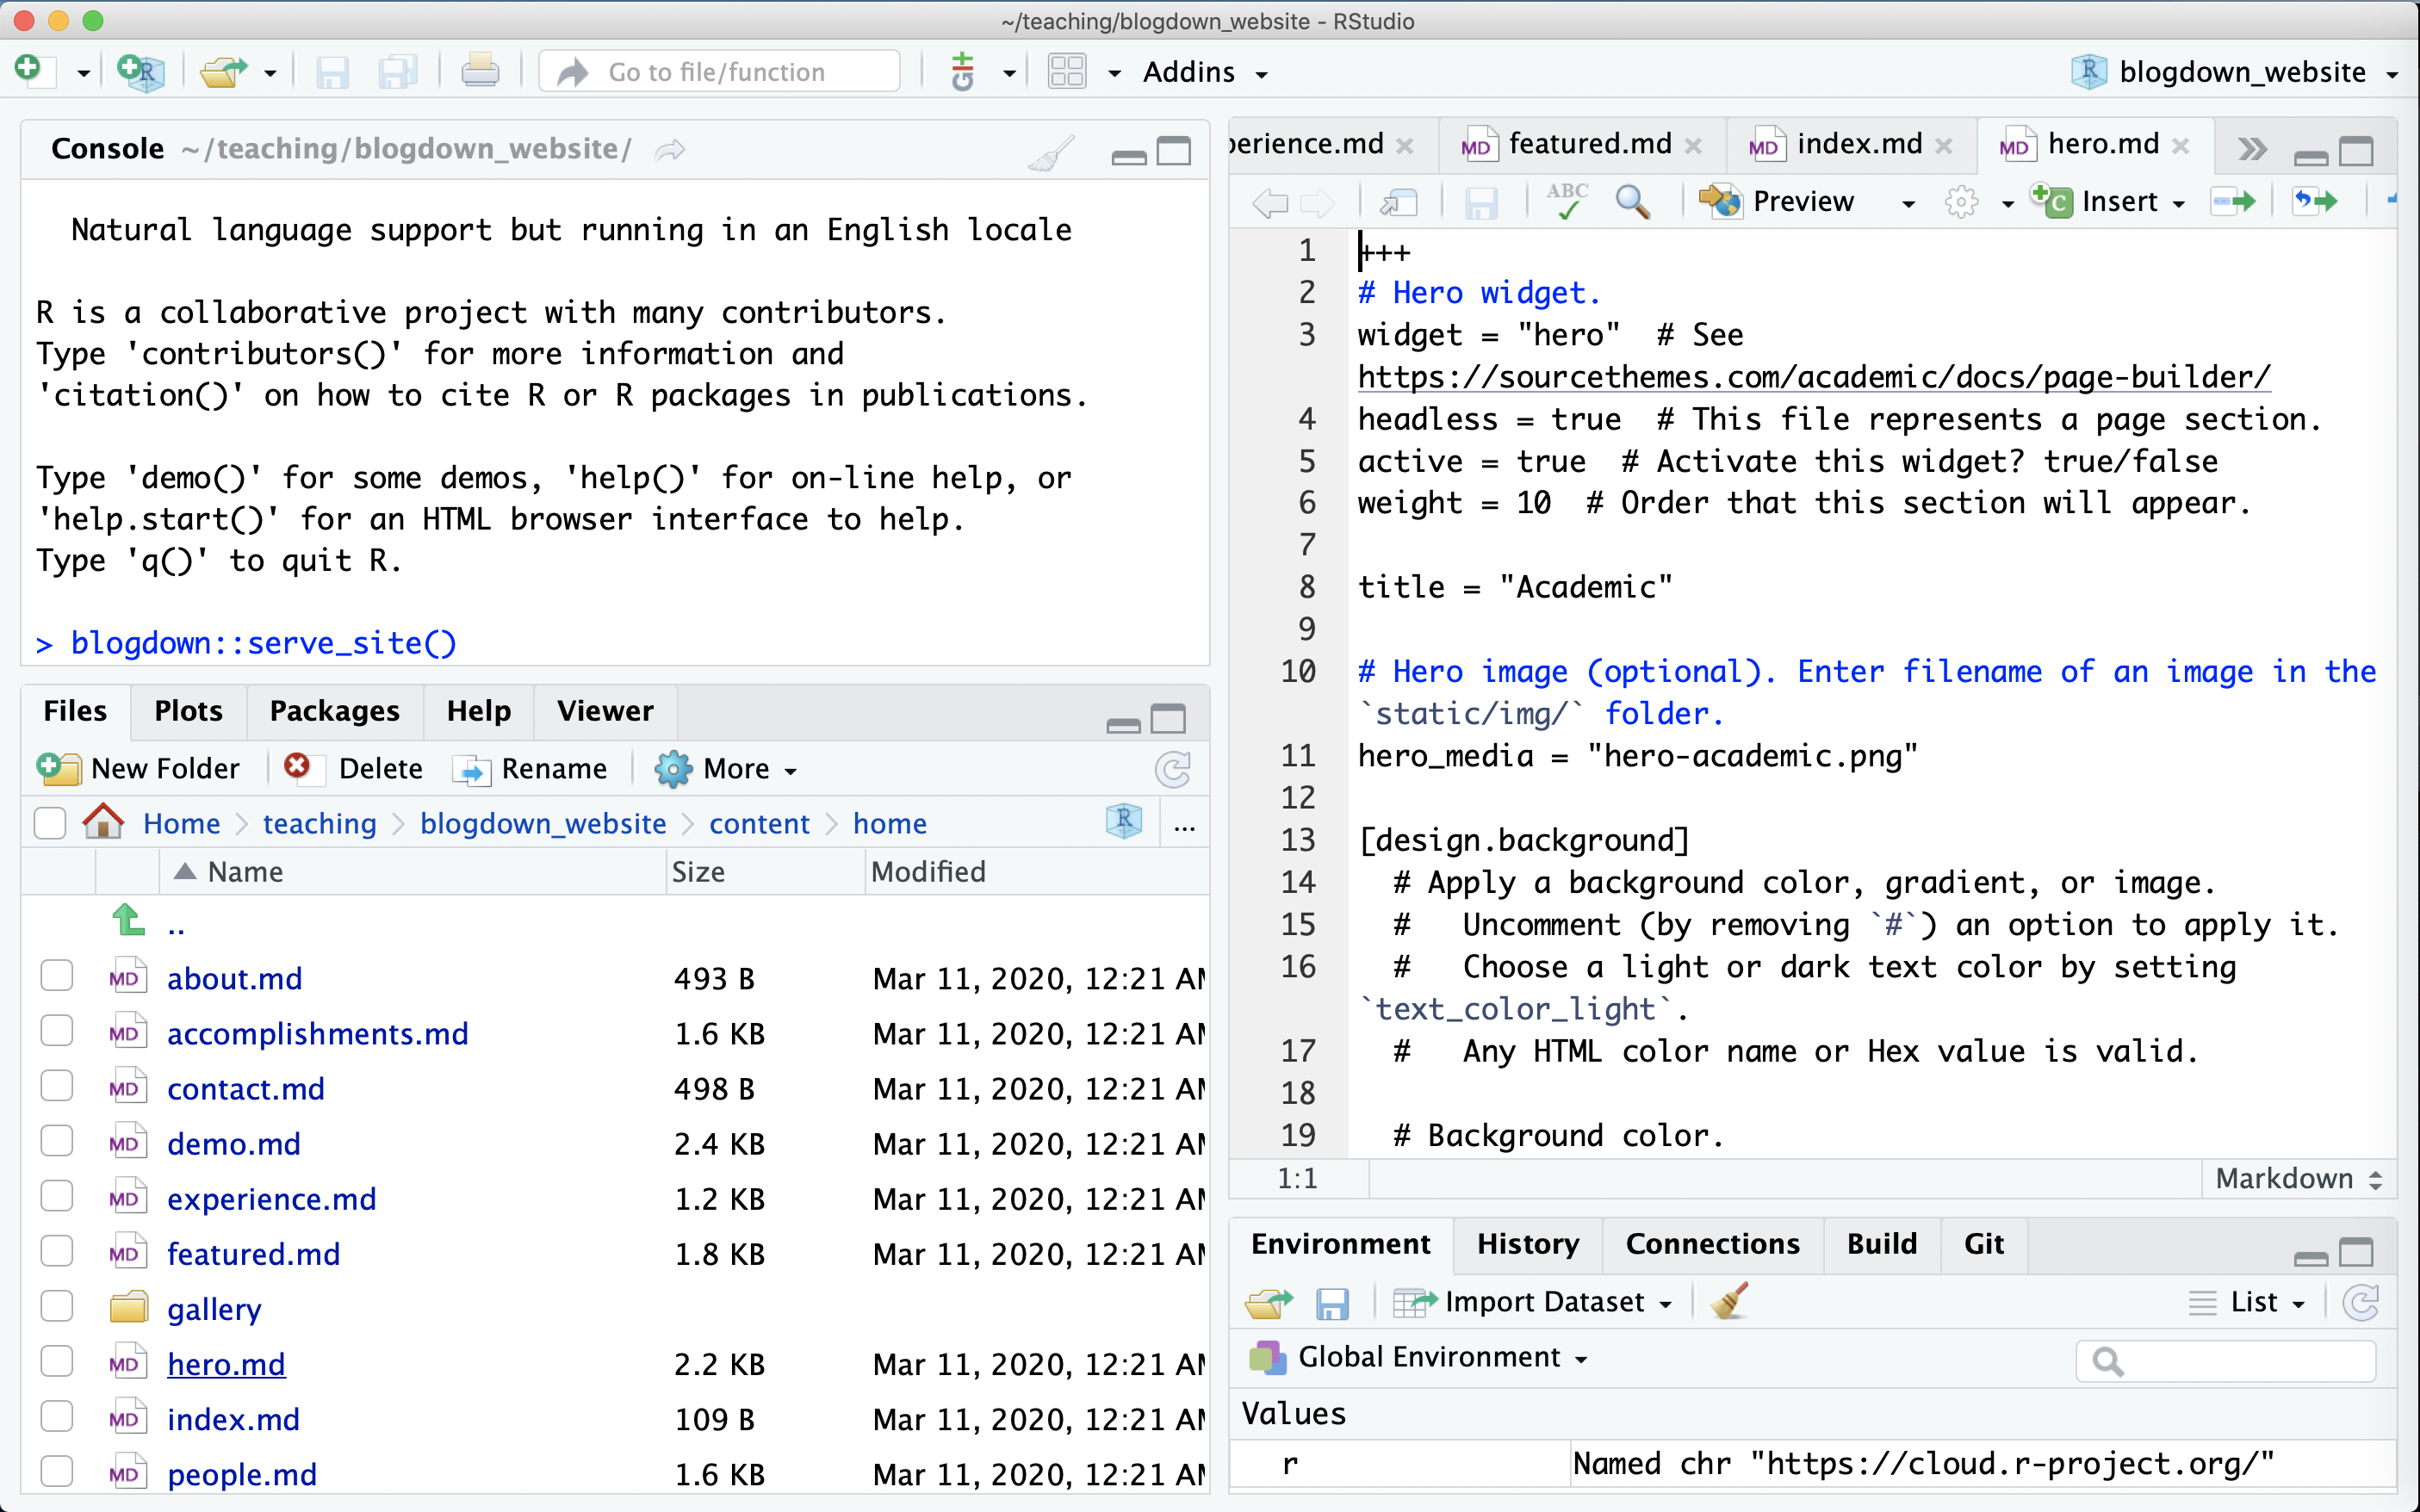 ~/teaching/blogdown_website - RStudio
Go to file/function
Addins
blogdown_website
Console ~/teaching/blogdown_website/
Natural language support but running in an English locale
R is a collaborative project with many contributors.
Type 'contributors()' for more information and
'citation()' on how to cite R or R packages in publications.
Type 'demo()' for some demos, 'help()' for on-line help, or
'help.start()' for an HTML browser interface to help.
Type 'q()' to quit R.
> blogdown::serve_site()
Files Plots Packages Help Viewer
New Folder Delete Rename More
Home teaching blogdown_website content home ...
Name Size Modified
..
MD about.md 493 B Mar 11, 2020, 12:21 AM
MD accomplishments.md 1.6 KB Mar 11, 2020, 12:21 AM
MD contact.md 498 B Mar 11, 2020, 12:21 AM
MD demo.md 2.4 KB Mar 11, 2020, 12:21 AM
MD experience.md 1.2 KB Mar 11, 2020, 12:21 AM
MD featured.md 1.8 KB Mar 11, 2020, 12:21 AM
gallery
MD hero.md 2.2 KB Mar 11, 2020, 12:21 AM
MD index.md 109 B Mar 11, 2020, 12:21 AM
MD people.md 1.6 KB Mar 11, 2020, 12:21 AM
perience.md MD featured.md MD index.md MD hero.md
ABC Preview Insert
1 +++
2 # Hero widget.
3 widget = "hero"  # See
https://sourcethemes.com/academic/docs/page-builder/
4 headless = true  # This file represents a page section.
5 active = true  # Activate this widget? true/false
6 weight = 10  # Order that this section will appear.
7
8 title = "Academic"
9
10 # Hero image (optional). Enter filename of an image in the
`static/img/` folder.
11 hero_media = "hero-academic.png"
12
13 [design.background]
14   # Apply a background color, gradient, or image.
15   #   Uncomment (by removing `#`) an option to apply it.
16   #   Choose a light or dark text color by setting
`text_color_light`.
17   #   Any HTML color name or Hex value is valid.
18
19   # Background color.
1:1 Markdown
Environment History Connections Build Git
Import Dataset List
Global Environment
Values
r Named chr "https://cloud.r-project.org/"